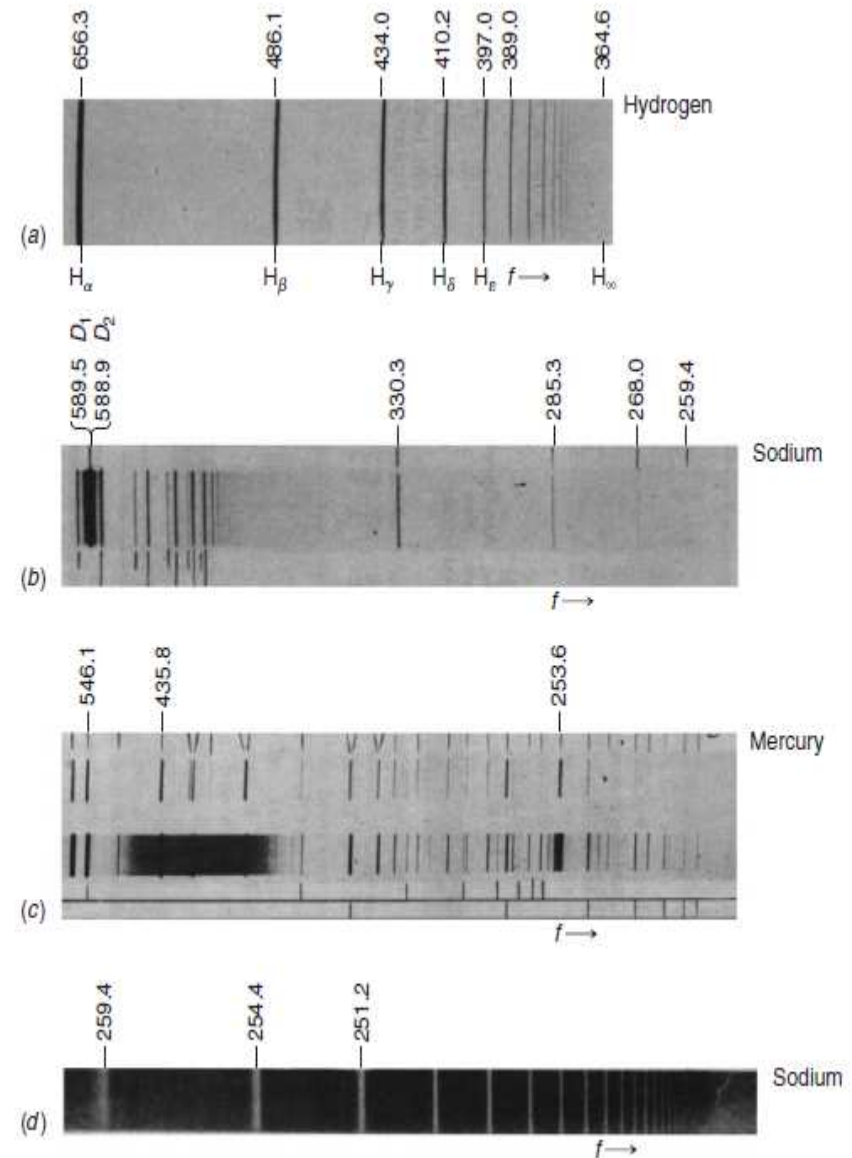 656.3 486.1 434.0 410.2 397.0 389.0 364.6
Hydrogen
(a)
Hα Hβ Hγ Hδ Hε f → H∞
589.5 D1
588.9 D2
330.3 285.3 268.0 259.4
Sodium
(b)
f →
546.1 435.8 253.6
Mercury
(c)
f →
259.4 254.4 251.2
Sodium
(d)
f →